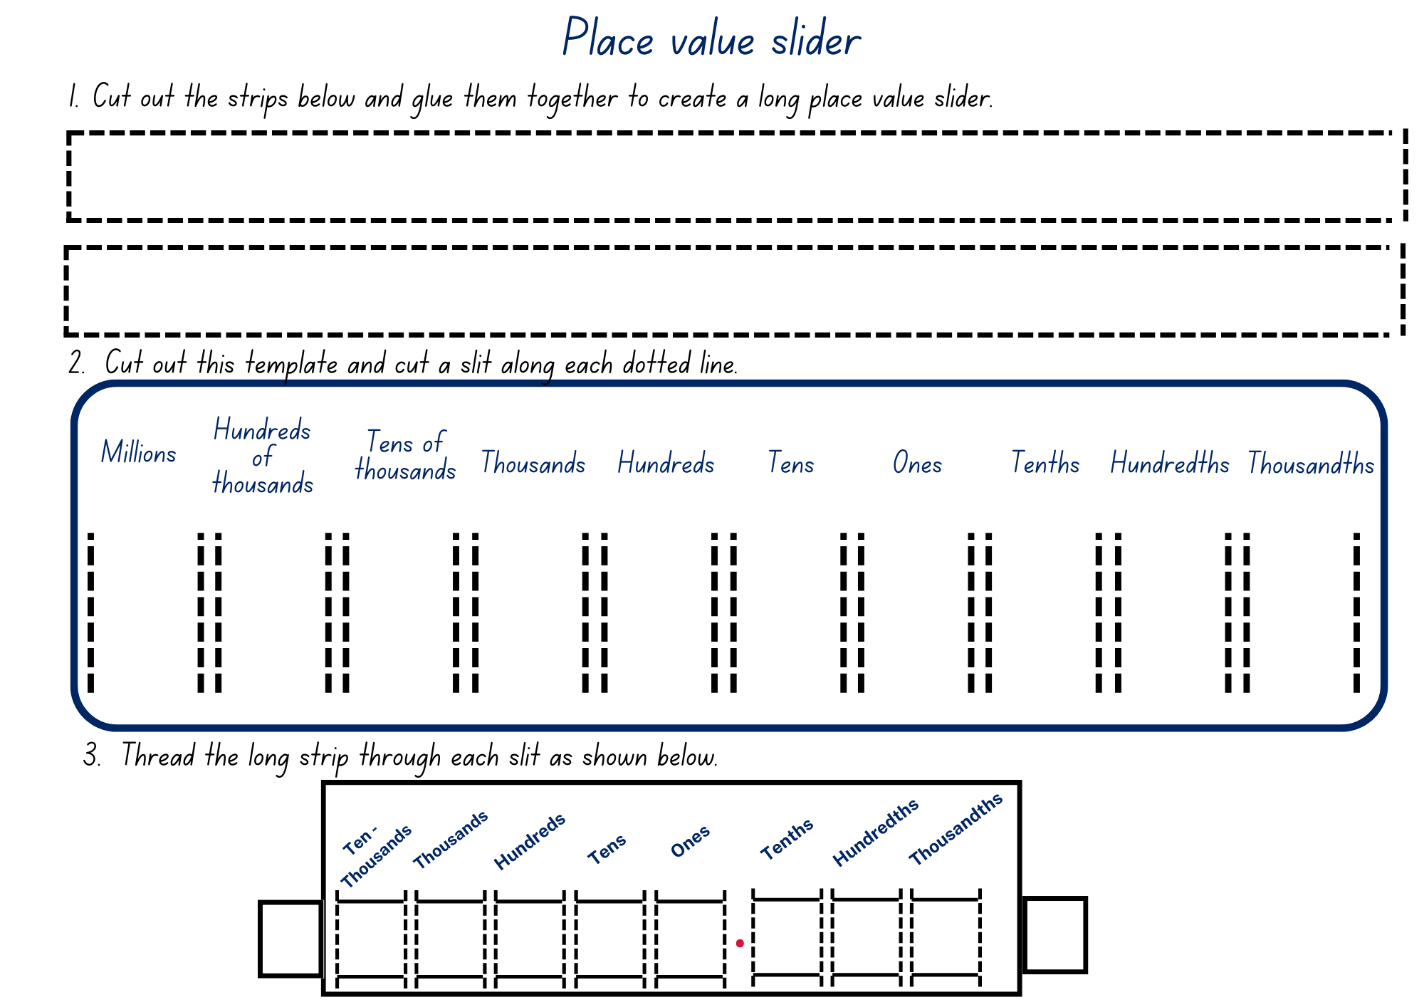 Place value slider
1. Cut out the strips below and glue them together to create a long place value slider.
2. Cut out this template and cut a slit along each dotted line.
Millions
Hundreds
of
thousands
Tens of
thousands
Thousands
Hundreds
Tens
Ones
Tenths
Hundredths
Thousandths
3. Thread the long strip through each slit as shown below.
Ten -
Thousands
Thousands
Hundreds
Tens
Ones
Tenths
Hundredths
Thousandths